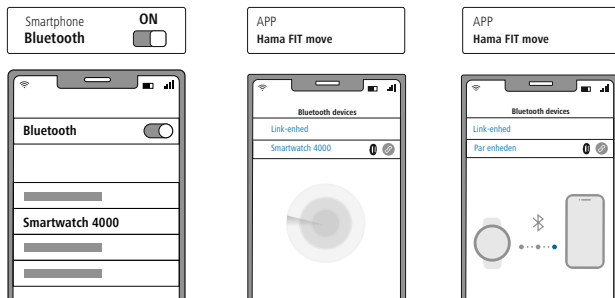 Smartphone ON
Bluetooth
Bluetooth
Smartwatch 4000
APP
Hama FIT move
Bluetooth devices
Link-enhed
Smartwatch 4000
APP
Hama FIT move
Bluetooth devices
Link-enhed
Par enheden